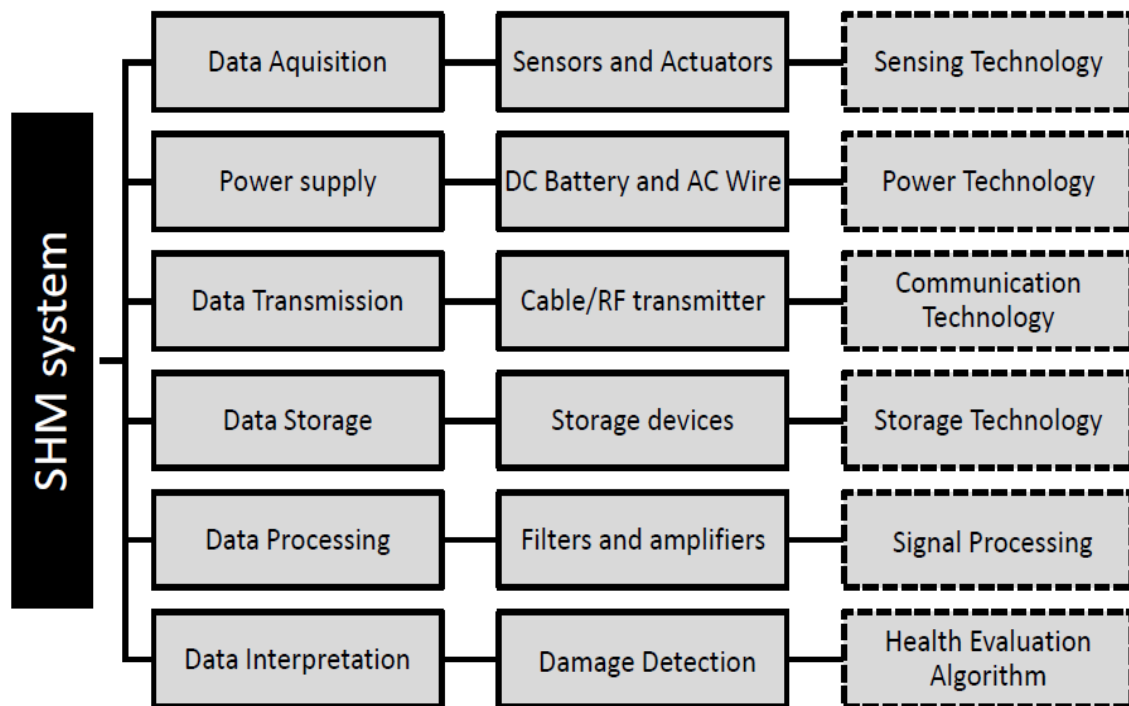 SHM system
Data Aquisition
Sensors and Actuators
Sensing Technology
Power supply
DC Battery and AC Wire
Power Technology
Data Transmission
Cable/RF transmitter
Communication
Technology
Data Storage
Storage devices
Storage Technology
Data Processing
Filters and amplifiers
Signal Processing
Data Interpretation
Damage Detection
Health Evaluation
Algorithm